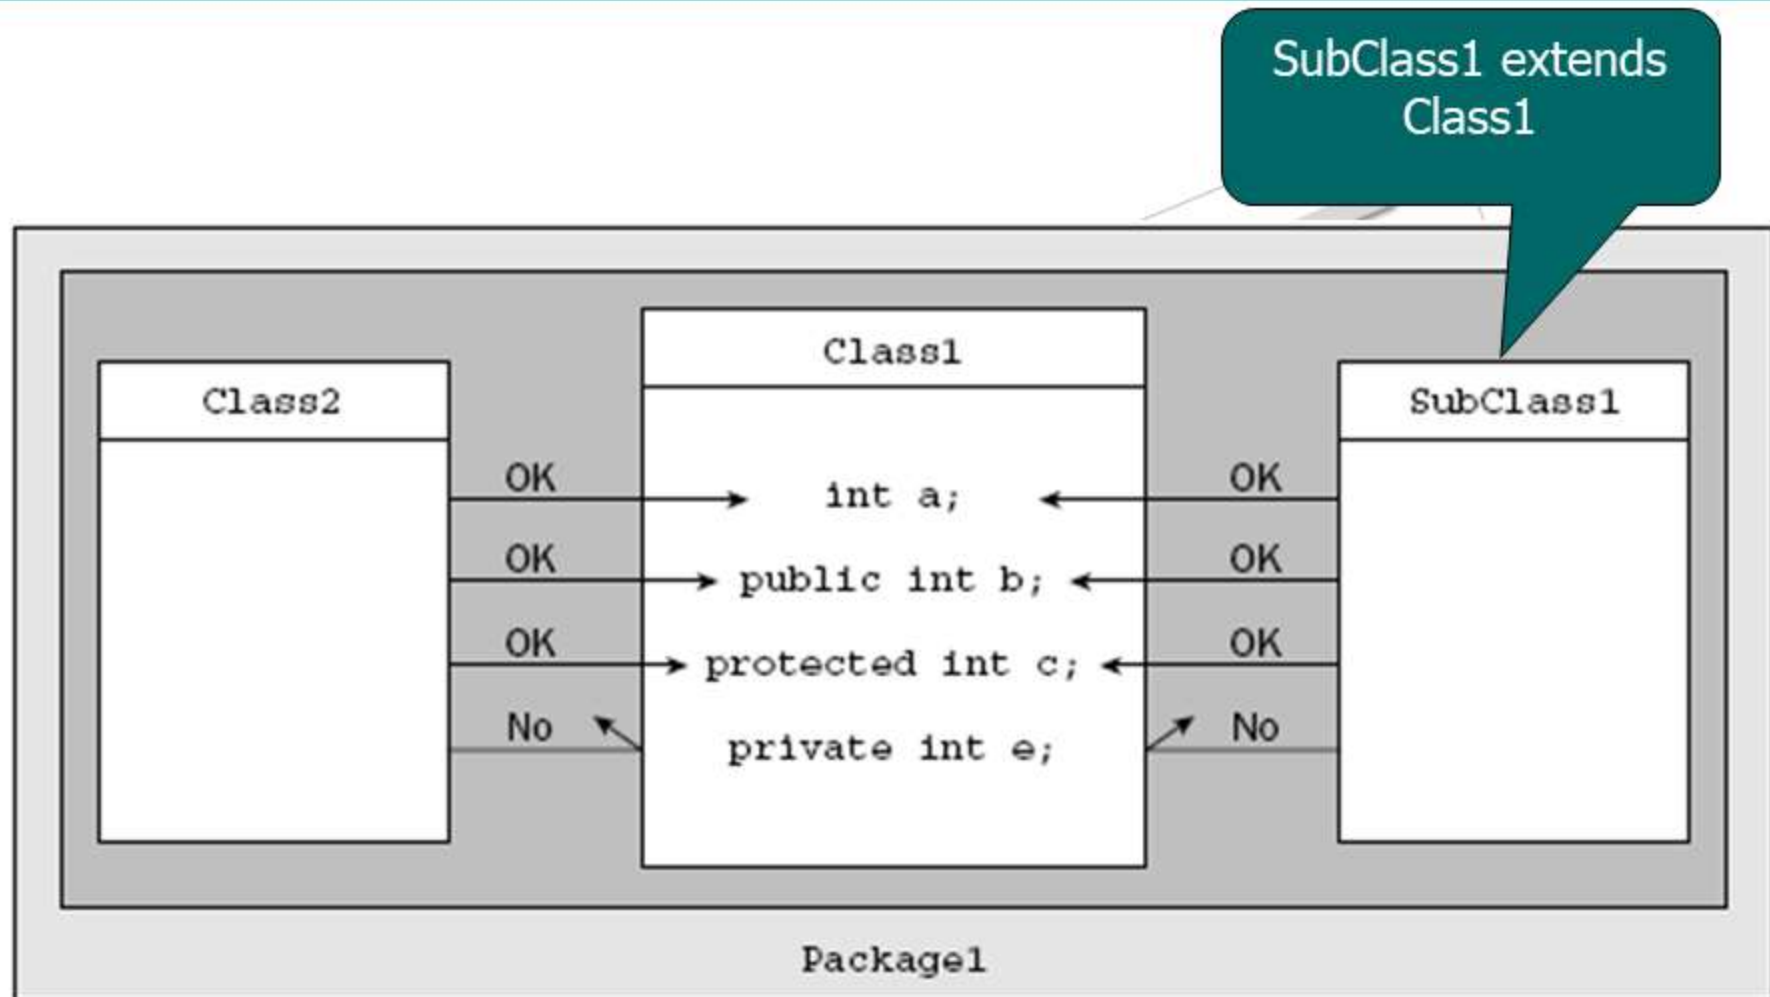 SubClass1 extends
Class1
Class1
Class2
SubClass1
OK
int a;
OK
OK
public int b;
OK
OK
protected int c;
OK
No
private int e;
No
Package1